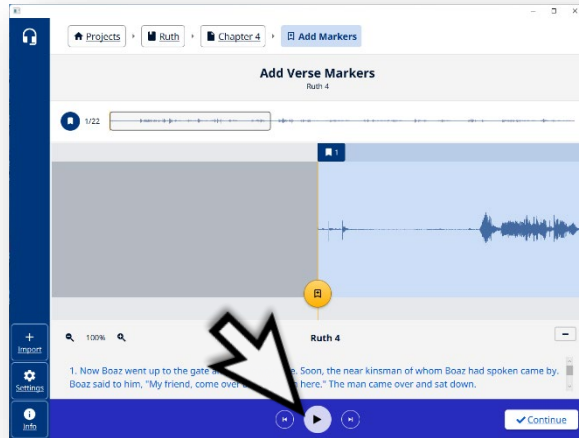 Projects Ruth Chapter 4 Add Markers
Add Verse Markers
Ruth 4
1/22
1
100%
Ruth 4
Import
1. Now Boaz went up to the gate e. Soon, the near kinsman of whom Boaz had spoken came by.
Boaz said to him, "My friend, come over here." The man came over and sat down.
Settings
Info
Continue